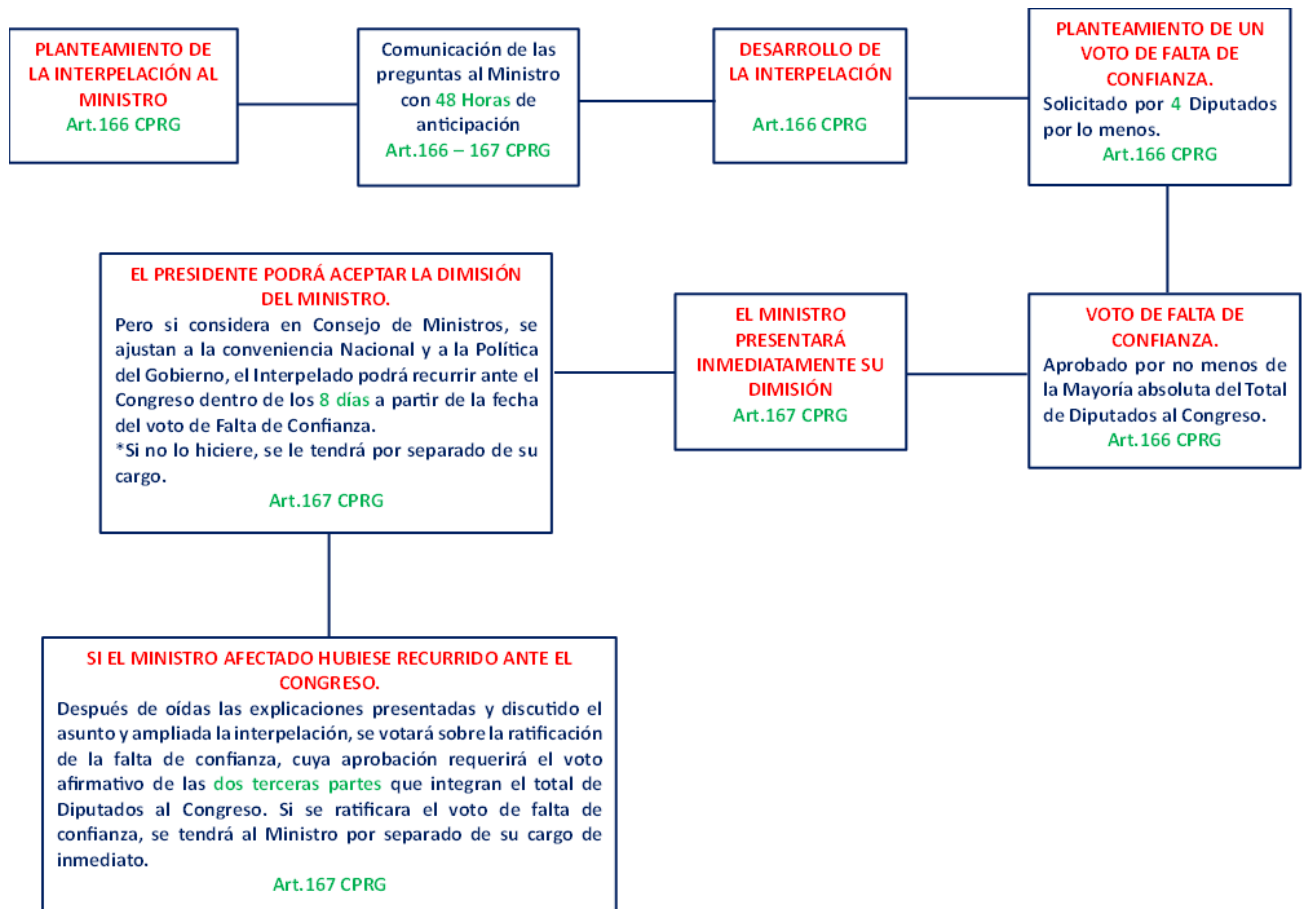 PLANTEAMIENTO DE
LA INTERPELACIÓN AL
MINISTRO
Art.166 CPRG
Comunicación de las
preguntas al Ministro
con 48 Horas de
anticipación
Art.166 – 167 CPRG
DESARROLLO DE
LA INTERPELACIÓN
Art.166 CPRG
PLANTEAMIENTO DE UN
VOTO DE FALTA DE
CONFIANZA.
Solicitado por 4 Diputados
por lo menos.
Art.166 CPRG
VOTO DE FALTA DE
CONFIANZA.
Aprobado por no menos de
la Mayoría absoluta del Total
de Diputados al Congreso.
Art.166 CPRG
EL MINISTRO
PRESENTARÁ
INMEDIATAMENTE SU
DIMISIÓN
Art.167 CPRG
EL PRESIDENTE PODRÁ ACEPTAR LA DIMISIÓN
DEL MINISTRO.
Pero si considera en Consejo de Ministros, se
ajustan a la conveniencia Nacional y a la Política
del Gobierno, el Interpelado podrá recurrir ante el
Congreso dentro de los 8 días a partir de la fecha
del voto de Falta de Confianza.
*Si no lo hiciere, se le tendrá por separado de su
cargo.
Art.167 CPRG
SI EL MINISTRO AFECTADO HUBIESE RECURRIDO ANTE EL
CONGRESO.
Después de oídas las explicaciones presentadas y discutido el
asunto y ampliada la interpelación, se votará sobre la ratificación
de la falta de confianza, cuya aprobación requerirá el voto
afirmativo de las dos terceras partes que integran el total de
Diputados al Congreso. Si se ratificara el voto de falta de
confianza, se tendrá al Ministro por separado de su cargo de
inmediato.
Art.167 CPRG